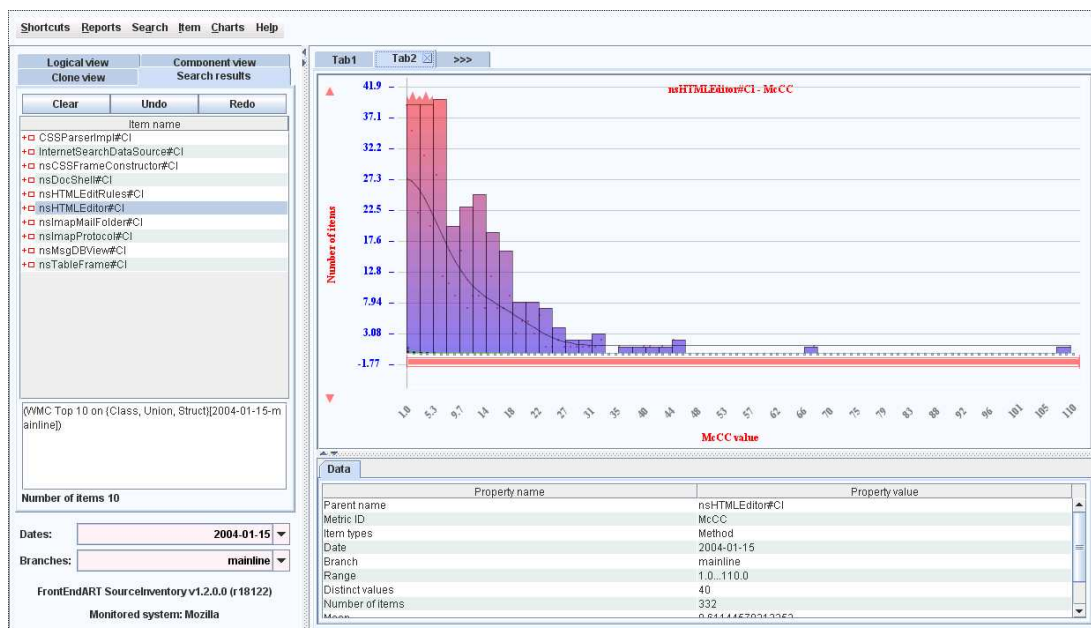 Shortcuts Reports Search Item Charts Help
Logical view Component view
Clone view Search results
Clear Undo Redo
Item name
CSSParserImpl#Cl
InternetSearchDataSource#Cl
nsCSSFrameConstructor#Cl
nsDocShell#Cl
nsHTMLEditRules#Cl
nsHTMLEditor#Cl
nsImapMailFolder#Cl
nsImapProtocol#Cl
nsMsgDBView#Cl
nsTableFrame#Cl
(WMC Top 10 on {Class, Union, Struct}[2004-01-15-m
ainline])
Number of items 10
Dates: 2004-01-15
Branches: mainline
FrontEndART SourceInventory v1.2.0.0 (r18122)
Monitored system: Mozilla
Tab1 Tab2 >>>
nsHTMLEditor#Cl - McCC
Number of items
41.9
37.1
32.2
27.3
22.5
17.6
12.8
7.94
3.08
-1.77
1.0 5.3 9.7 14 18 22 27 31 35 40 44 48 53 57 61 66 70 75 79 83 88 92 96 101 105 110
McCC value
Data
Property name Property value
Parent name nsHTMLEditor#Cl
Metric ID McCC
Item types Method
Date 2004-01-15
Branch mainline
Range 1.0...110.0
Distinct values 40
Number of items 332